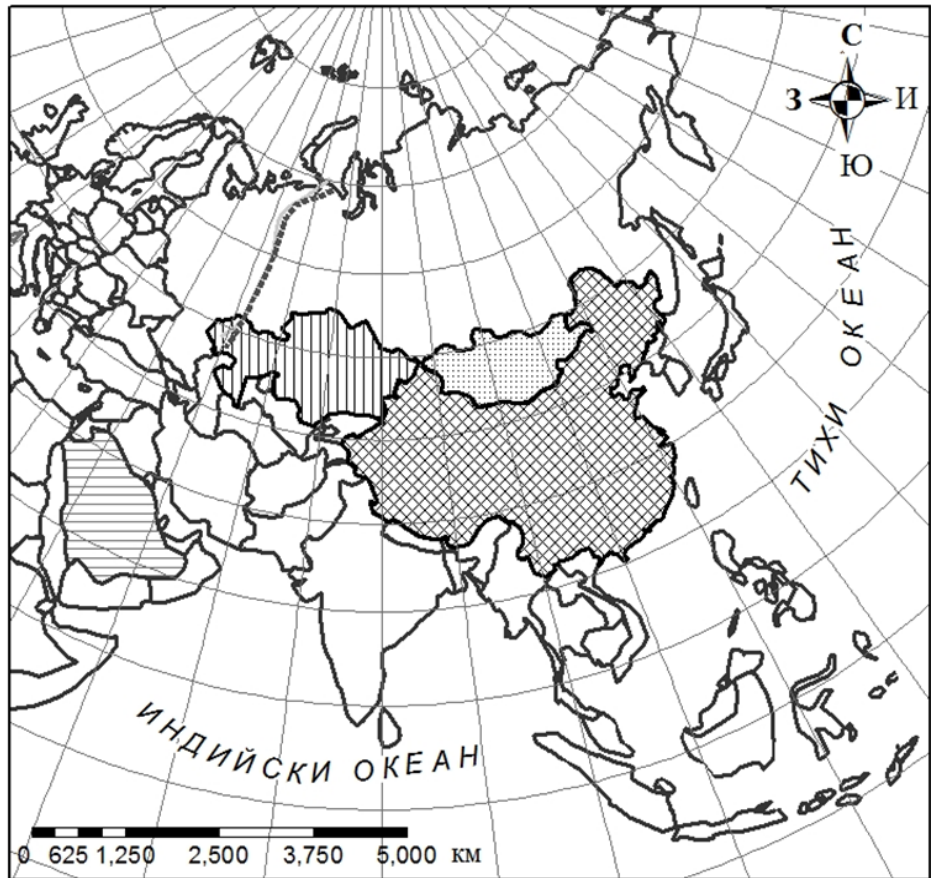 С
З И
Ю
ТИХИ ОКЕАН
ИНДИЙСКИ ОКЕАН
0 625 1,250 2,500 3,750 5,000 км